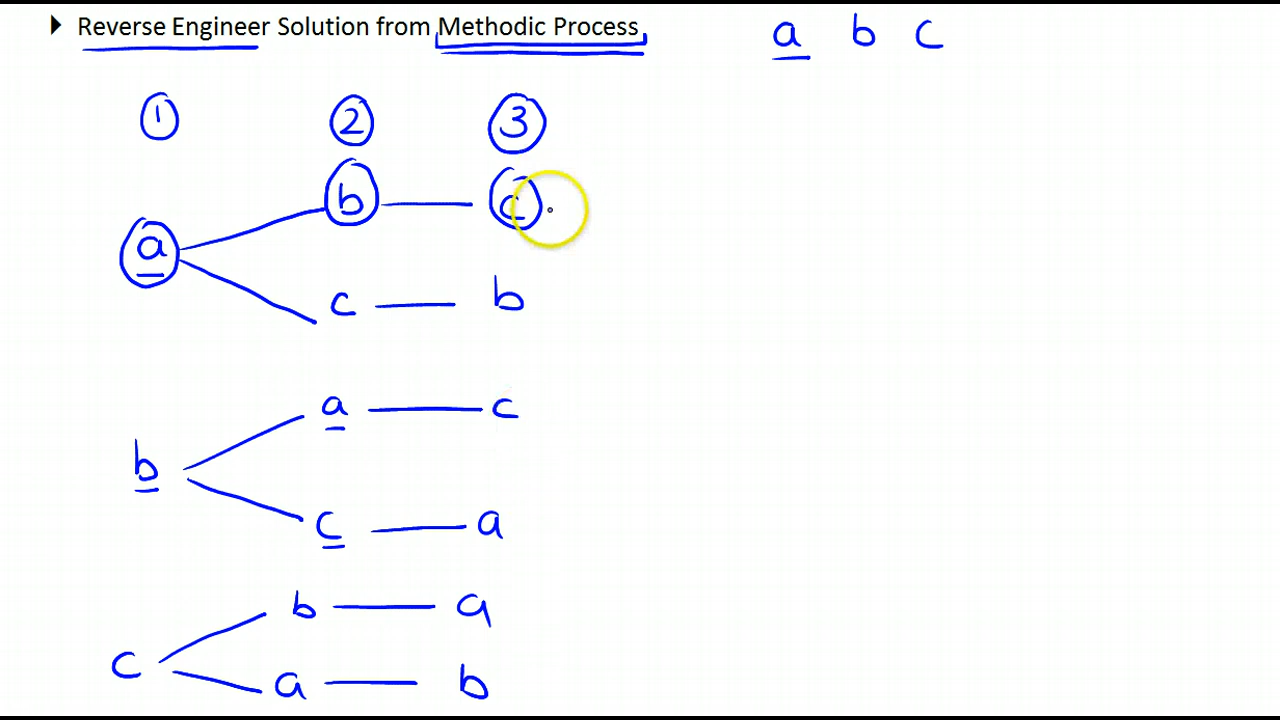 Reverse Engineer Solution from Methodic Process
a b c
1 2 3
b c
a
c b
a c
b
c a
b a
c
a b